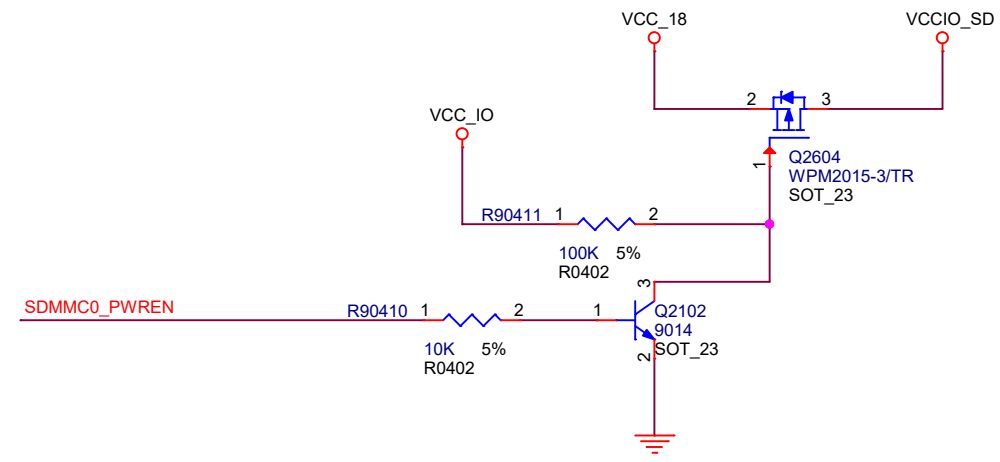 VCC_18
VCCIO_SD
2
3
VCC_IO
1
Q2604
WPM2015-3/TR
SOT_23
R90411 1 2
100K 5%
R0402
3
SDMMC0_PWREN
R90410 1 2
1
Q2102
9014
SOT_23
10K 5%
R0402
2